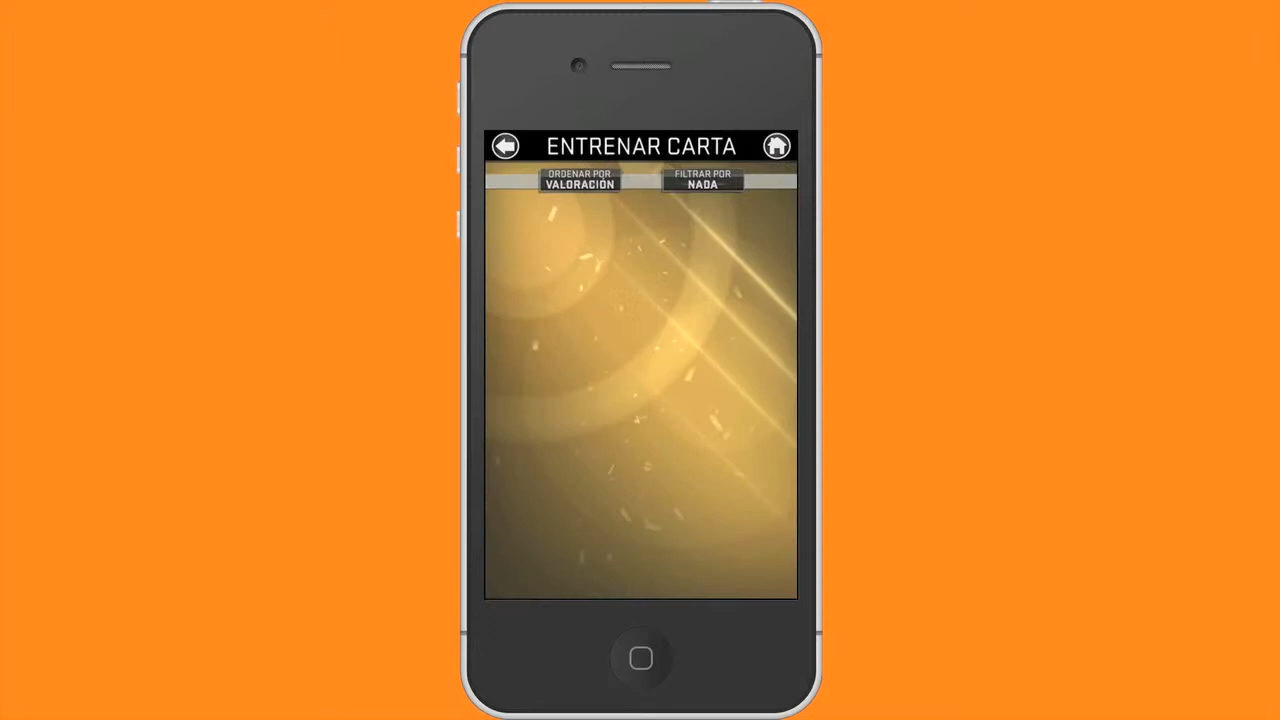 ENTRENAR CARTA
ORDENAR POR
VALORACIÓN
FILTRAR POR
NADA